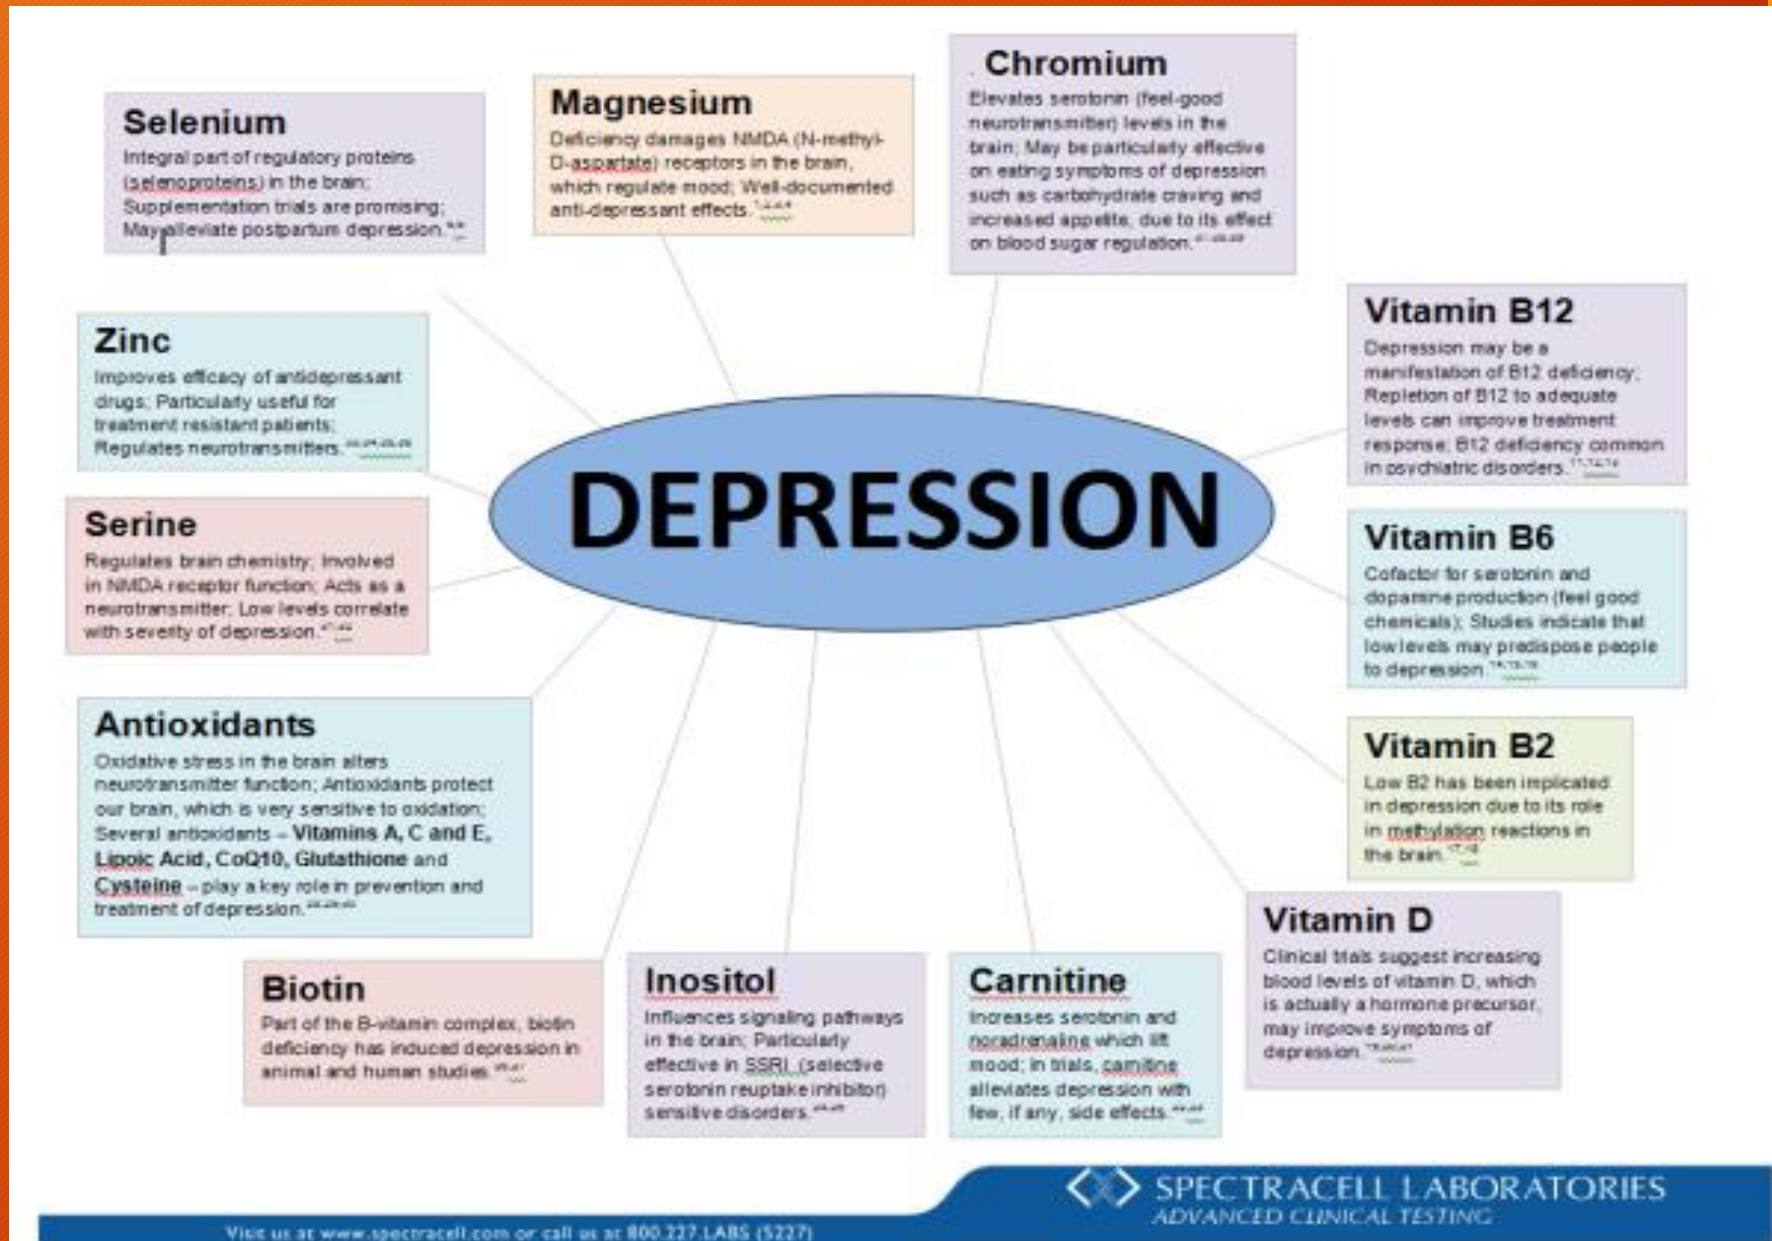 Selenium
Integral part of regulatory proteins
(selenoproteins) in the brain;
Supplementation trials are promising;
May alleviate postpartum depression.
Magnesium
Deficiency damages NMDA (N-methyl-
D-aspartate) receptors in the brain,
which regulate mood; Well-documented
anti-depressant effects.
Chromium
Elevates serotonin (feel-good
neurotransmitter) levels in the
brain; May be particularly effective
on eating symptoms of depression
such as carbohydrate craving and
increased appetite, due to its effect
on blood sugar regulation.
Zinc
Improves efficacy of antidepressant
drugs; Particularly useful for
treatment resistant patients;
Regulates neurotransmitters.
Vitamin B12
Depression may be a
manifestation of B12 deficiency;
Repletion of B12 to adequate
levels can improve treatment
response; B12 deficiency common
in psychiatric disorders.
DEPRESSION
Serine
Regulates brain chemistry; Involved
in NMDA receptor function; Acts as a
neurotransmitter; Low levels correlate
with severity of depression.
Vitamin B6
Cofactor for serotonin and
dopamine production (feel good
chemicals); Studies indicate that
low levels may predispose people
to depression.
Antioxidants
Oxidative stress in the brain alters
neurotransmitter function; Antioxidants protect
our brain, which is very sensitive to oxidation;
Several antioxidants – Vitamins A, C and E,
Lipoic Acid, CoQ10, Glutathione and
Cysteine – play a key role in prevention and
treatment of depression.
Vitamin B2
Low B2 has been implicated
in depression due to its role
in methylation reactions in
the brain.
Vitamin D
Clinical trials suggest increasing
blood levels of vitamin D, which
is actually a hormone precursor,
may improve symptoms of
depression.
Biotin
Part of the B-vitamin complex, biotin
deficiency has induced depression in
animal and human studies.
Inositol
Influences signaling pathways
in the brain; Particularly
effective in SSRI (selective
serotonin reuptake inhibitor)
sensitive disorders.
Carnitine
Increases serotonin and
noradrenaline which lift
mood; in trials, carnitine
alleviates depression with
few, if any, side effects.
SPECTRACELL LABORATORIES
ADVANCED CLINICAL TESTING
Visit us at www.spectracell.com or call us at 800.227.LABS (5227)